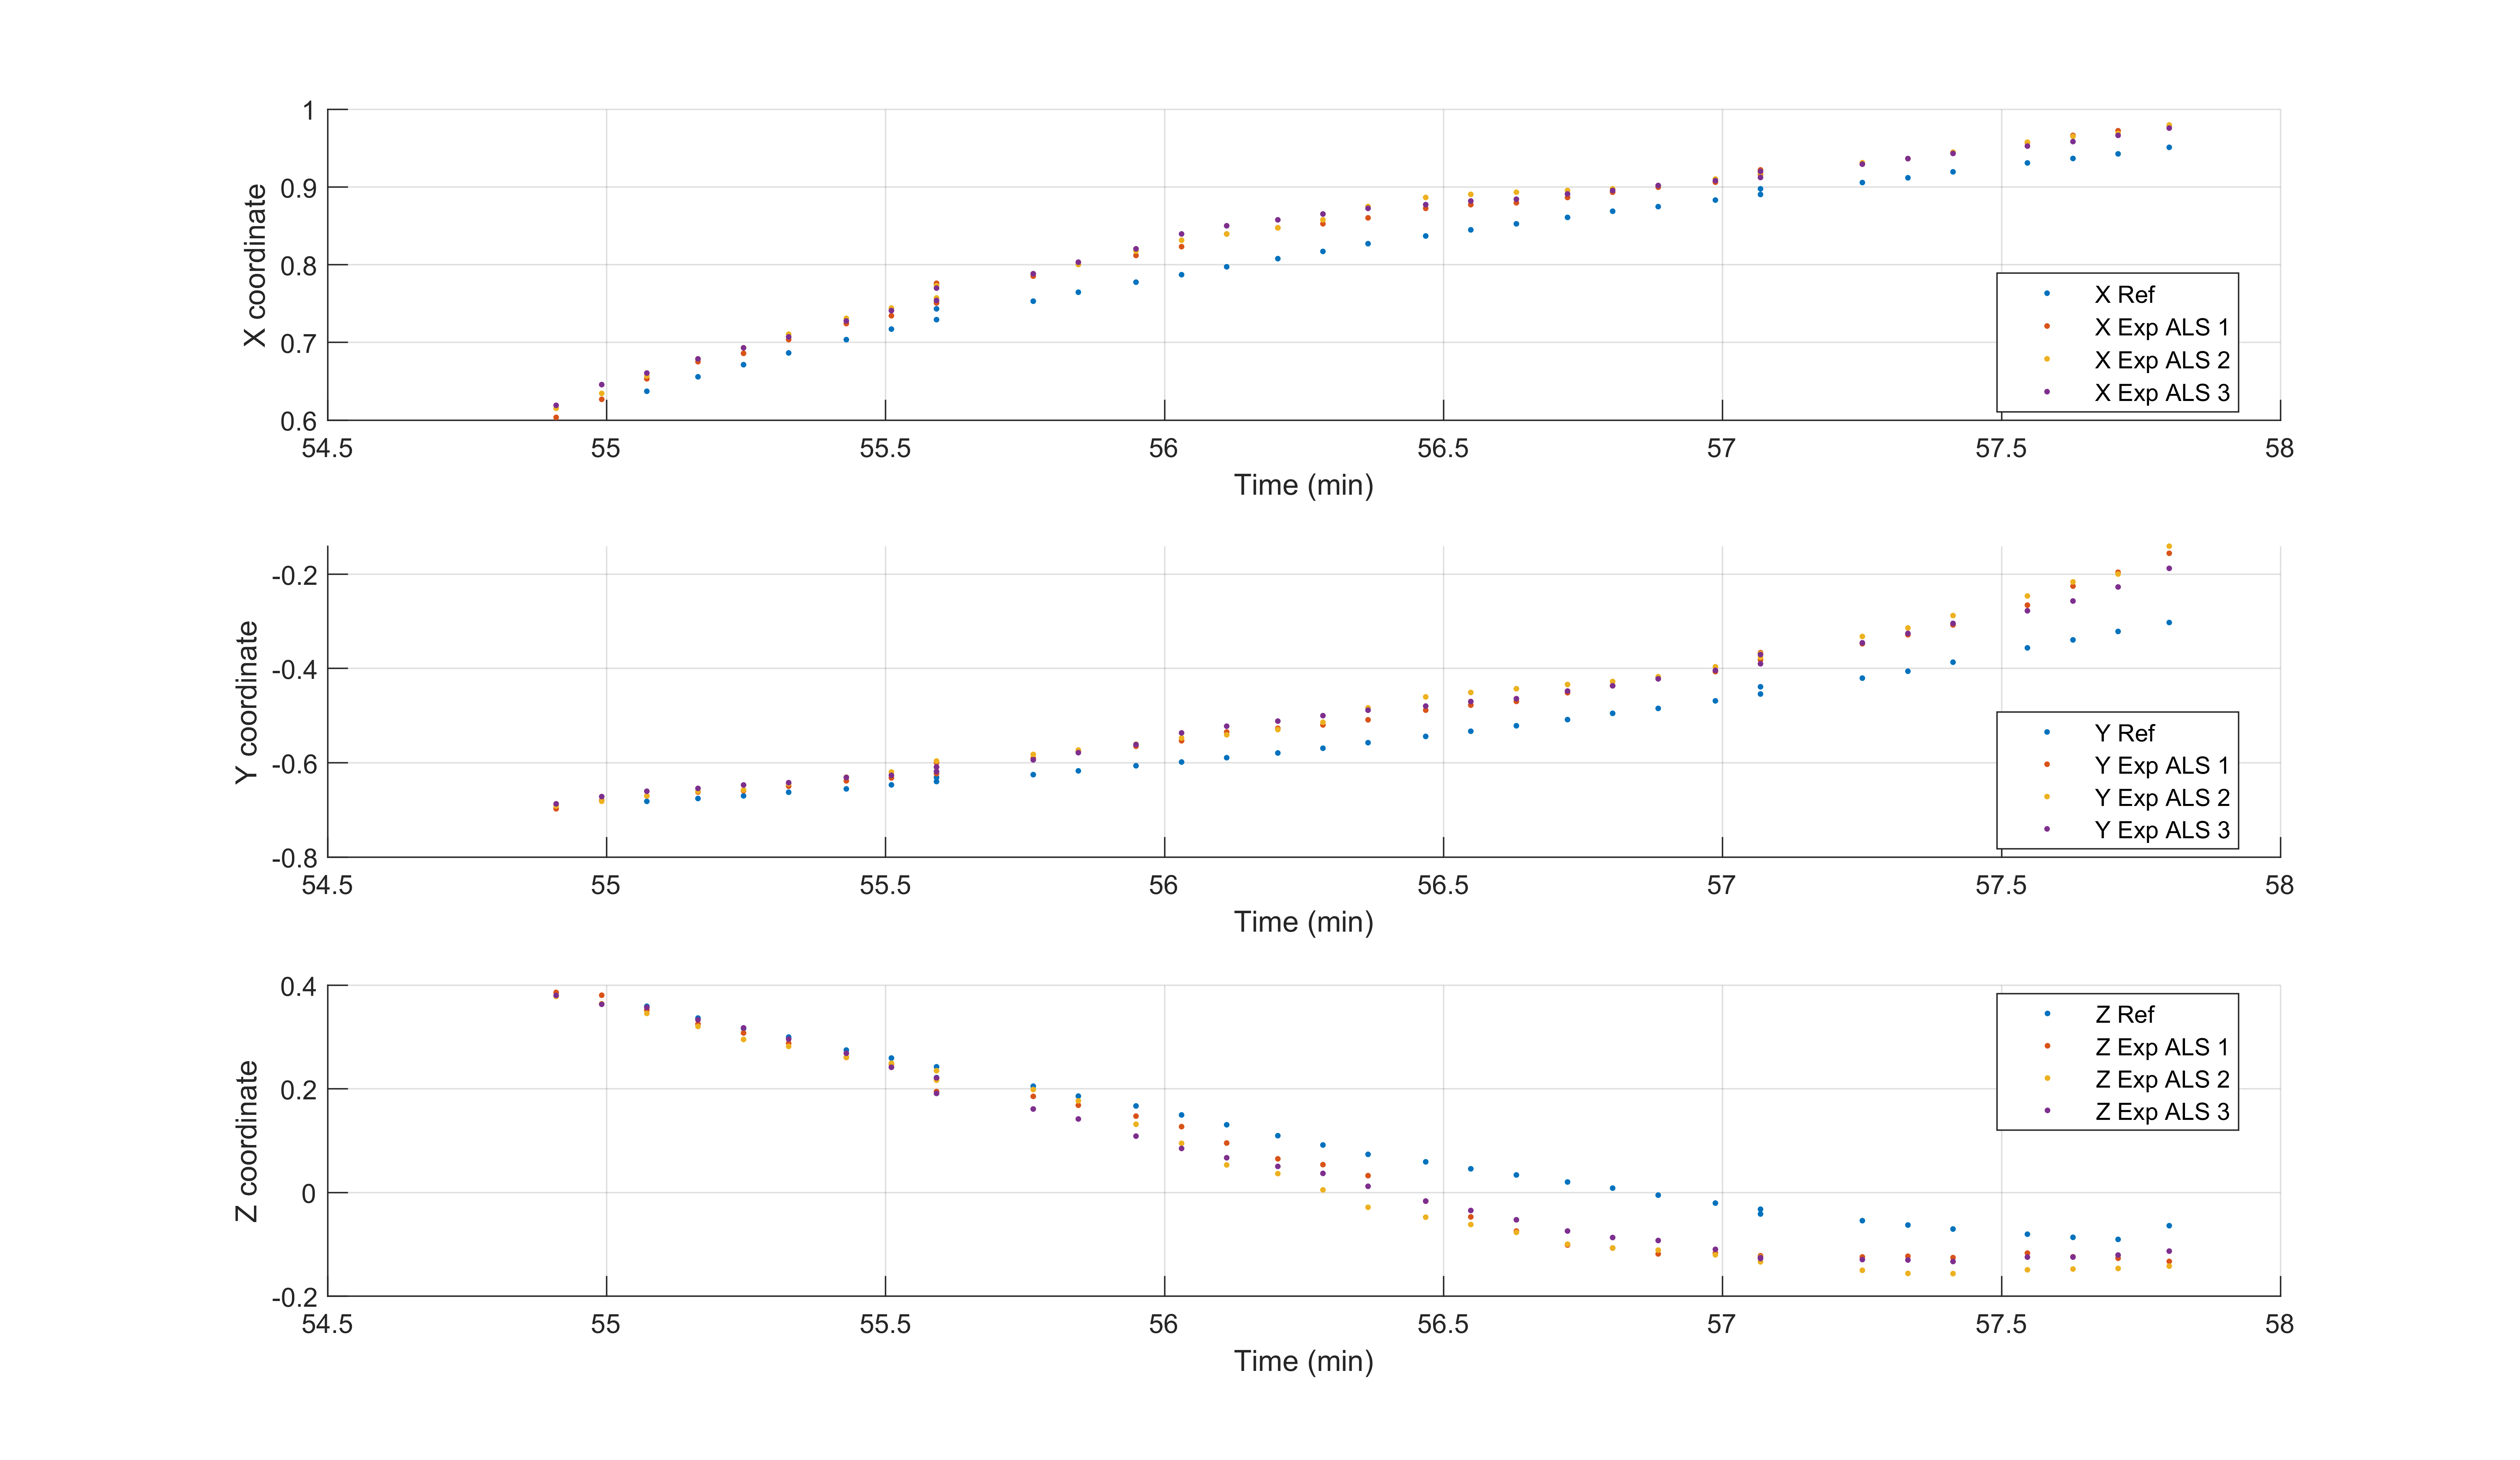 1
0.9
0.8
0.7
0.6
X coordinate
54.5 55 55.5 56 56.5 57 57.5 58
Time (min)
X Ref
X Exp ALS 1
X Exp ALS 2
X Exp ALS 3
-0.2
-0.4
-0.6
-0.8
Y coordinate
54.5 55 55.5 56 56.5 57 57.5 58
Time (min)
Y Ref
Y Exp ALS 1
Y Exp ALS 2
Y Exp ALS 3
0.4
0.2
0
-0.2
Z coordinate
54.5 55 55.5 56 56.5 57 57.5 58
Time (min)
Z Ref
Z Exp ALS 1
Z Exp ALS 2
Z Exp ALS 3